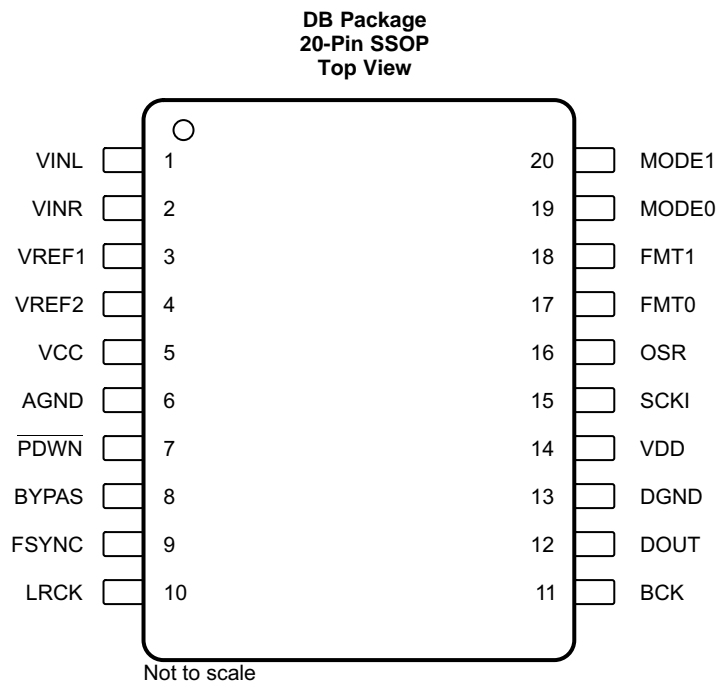 DB Package
20-Pin SSOP
Top View
VINL 1 20 MODE1
VINR 2 19 MODE0
VREF1 3 18 FMT1
VREF2 4 17 FMT0
VCC 5 16 OSR
AGND 6 15 SCKI
PDWN 7 14 VDD
BYPAS 8 13 DGND
FSYNC 9 12 DOUT
LRCK 10 11 BCK
Not to scale